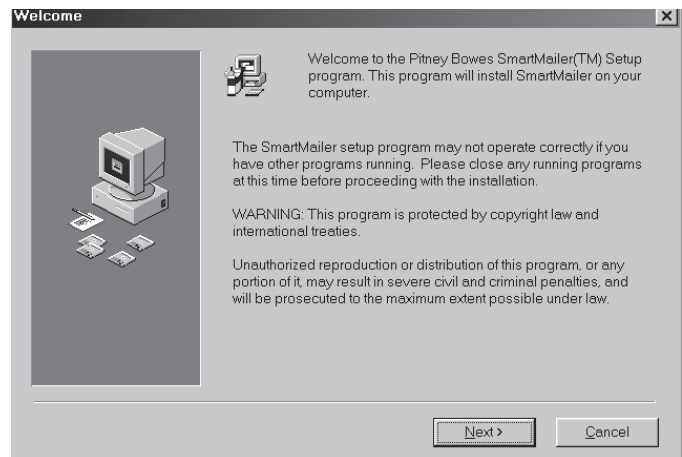 Welcome
Welcome to the Pitney Bowes SmartMailer(TM) Setup
program. This program will install SmartMailer on your
computer.
The SmartMailer setup program may not operate correctly if you
have other programs running. Please close any running programs
at this time before proceeding with the installation.
WARNING: This program is protected by copyright law and
international treaties.
Unauthorized reproduction or distribution of this program, or any
portion of it, may result in severe civil and criminal penalties, and
will be prosecuted to the maximum extent possible under law.
Next >
Cancel